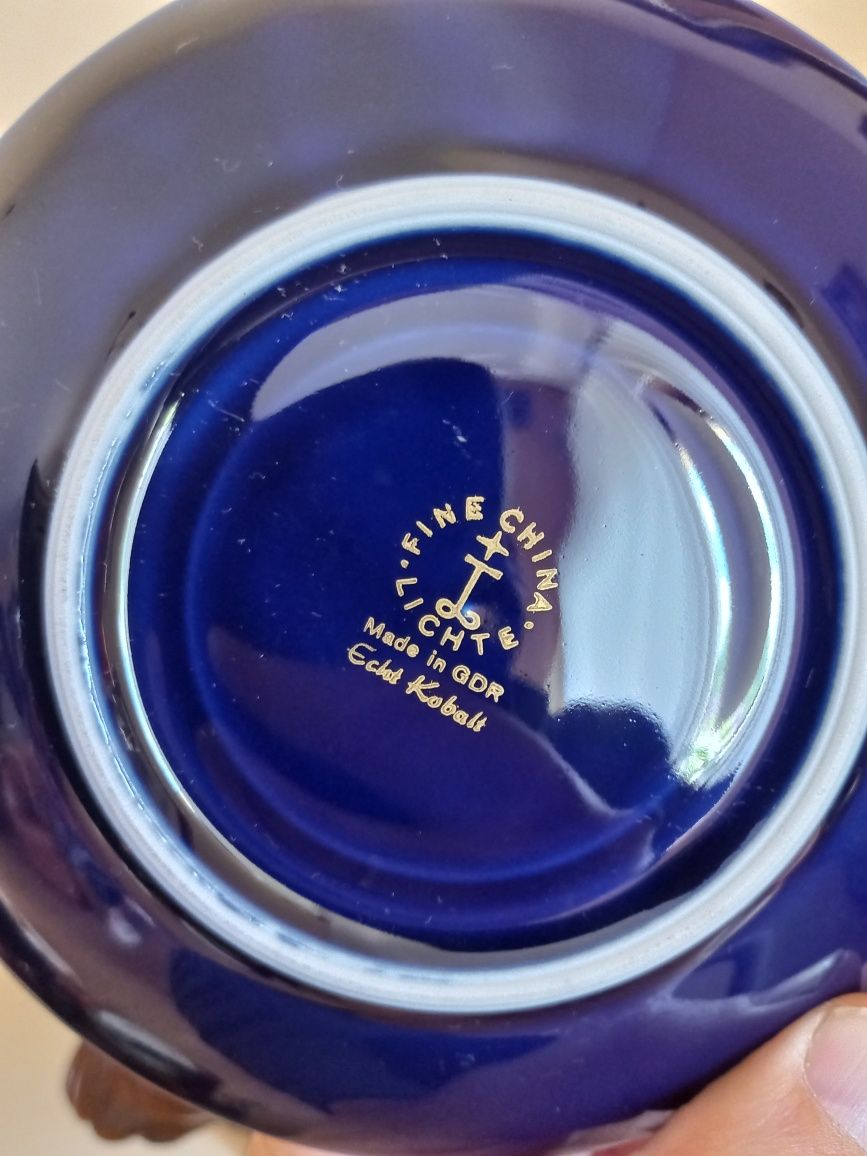 FINE CHINA
LICHTE
Made in GDR
Echt Kobalt